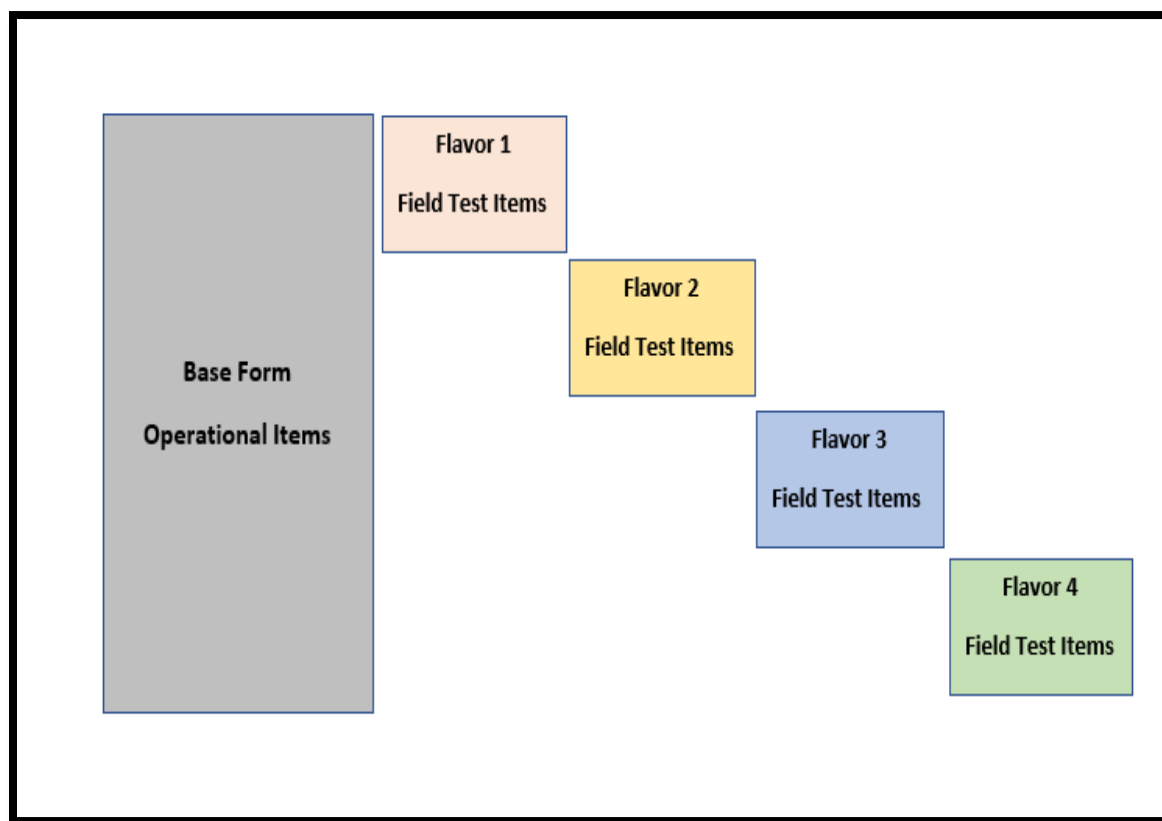 Flavor 1
Field Test Items
Flavor 2
Field Test Items
Base Form
Operational Items
Flavor 3
Field Test Items
Flavor 4
Field Test Items